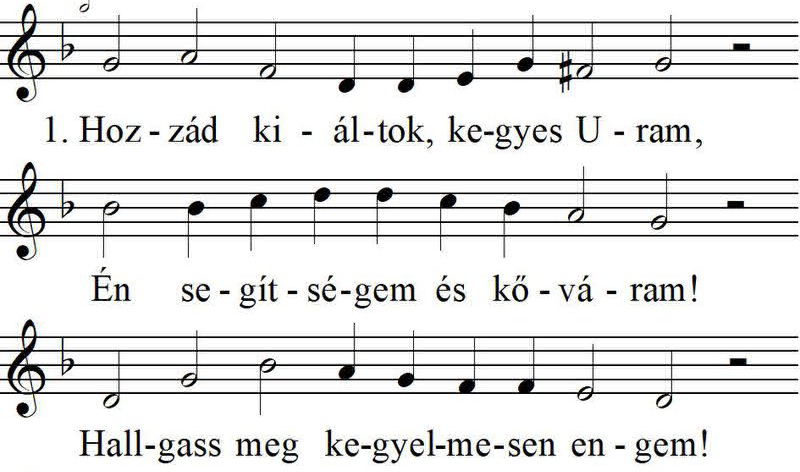 1. Hoz - zád ki - ál-tok, ke-gyes U - ram,
Én se - gít - sé-gem és kő - vá - ram!
Hall-gass meg ke-gyel-me-sen en - gem!